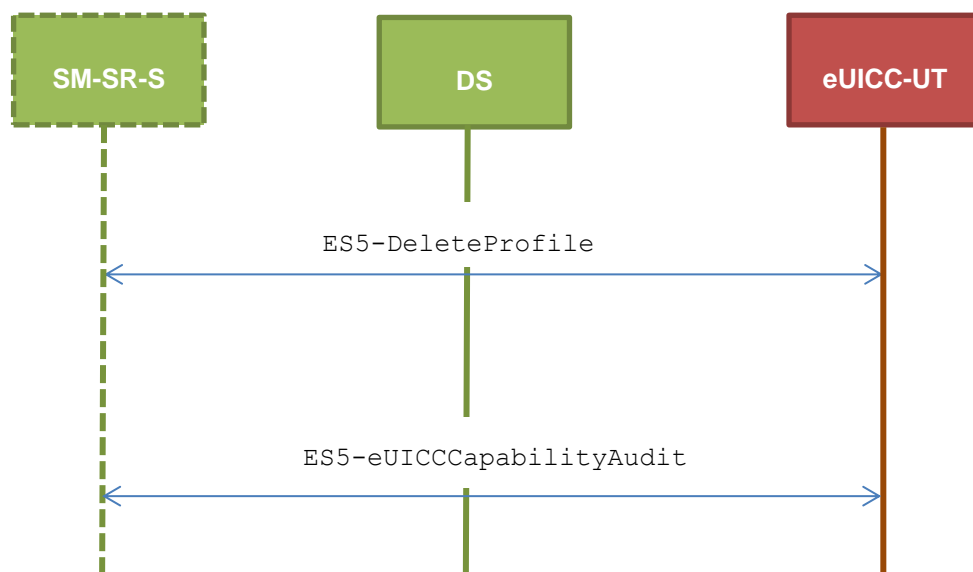 SM-SR-S
DS
eUICC-UT
ES5-DeleteProfile
ES5-eUICCCapabilityAudit